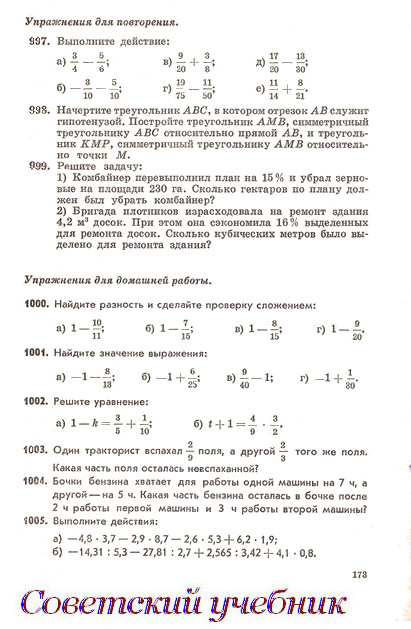 Упражнения для повторения.
997. Выполните действие:
а) 3/4 − 5/6; в) 9/20 + 3/8; д) 17/20 − 13/30;
б) −3/10 − 5/10; г) 19/75 − 11/50; е) 11/14 + 8/21.
998. Начертите треугольник ABC, в котором отрезок AB служит
гипотенузой. Постройте треугольник AMB, симметричный
треугольнику ABC относительно прямой AB, и треуголь-
ник KMP, симметричный треугольнику AMB относитель-
но точки M.
999. Решите задачу:
1) Комбайнер перевыполнил план на 15% и убрал зерно-
вые на площади 230 га. Сколько гектаров по плану дол-
жен был убрать комбайнер?
2) Бригада плотников израсходовала на ремонт здания
4,2 м³ досок. При этом она сэкономила 16% выделенных
для ремонта досок. Сколько кубических метров было вы-
делено для ремонта здания?
Упражнения для домашней работы.
1000. Найдите разность и сделайте проверку сложением:
а) 1 − 10/11; б) 1 − 7/15; в) 1 − 8/15; г) 1 − 9/20.
1001. Найдите значение выражения:
а) −1 − 8/13; б) −1 + 6/25; в) 9/40 − 1; г) −1 + 1/30.
1002. Решите уравнение:
а) 1 − k = 3/5 + 1/10; б) t + 1 = 4/9 · 3/2.
1003. Один тракторист вспахал 2/9 поля, а другой 2/3 того же поля.
Какая часть поля осталась невспаханной?
1004. Бочки бензина хватает для работы одной машины на 7 ч, а
другой — на 5 ч. Какая часть бензина осталась в бочке после
2 ч работы первой машины и 3 ч работы второй машины?
1005. Выполните действия:
а) −4,8 · 3,7 − 2,9 · 8,7 − 2,6 · 5,3 + 6,2 · 1,9;
б) −14,31 : 5,3 − 27,81 : 2,7 + 2,565 : 3,42 + 4,1 · 0,8.
173
Советский учебник